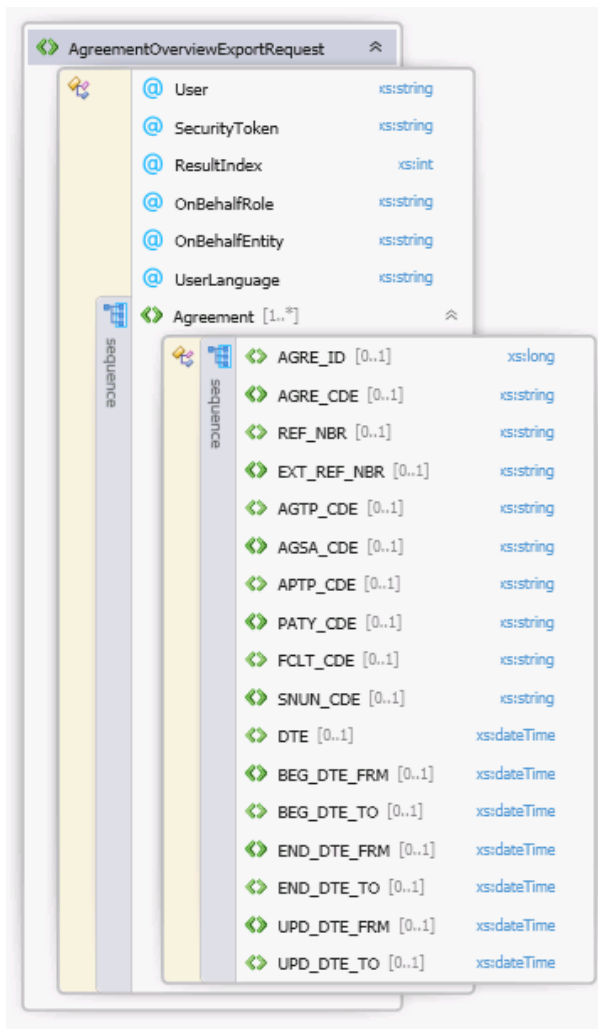 AgreementOverviewExportRequest
@ User xs:string
@ SecurityToken xs:string
@ ResultIndex xs:int
@ OnBehalfRole xs:string
@ OnBehalfEntity xs:string
@ UserLanguage xs:string
sequence
Agreement [1..*]
sequence
AGRE_ID [0..1] xs:long
AGRE_CDE [0..1] xs:string
REF_NBR [0..1] xs:string
EXT_REF_NBR [0..1] xs:string
AGTP_CDE [0..1] xs:string
AGSA_CDE [0..1] xs:string
APTP_CDE [0..1] xs:string
PATY_CDE [0..1] xs:string
FCLT_CDE [0..1] xs:string
SNUN_CDE [0..1] xs:string
DTE [0..1] xs:dateTime
BEG_DTE_FRM [0..1] xs:dateTime
BEG_DTE_TO [0..1] xs:dateTime
END_DTE_FRM [0..1] xs:dateTime
END_DTE_TO [0..1] xs:dateTime
UPD_DTE_FRM [0..1] xs:dateTime
UPD_DTE_TO [0..1] xs:dateTime